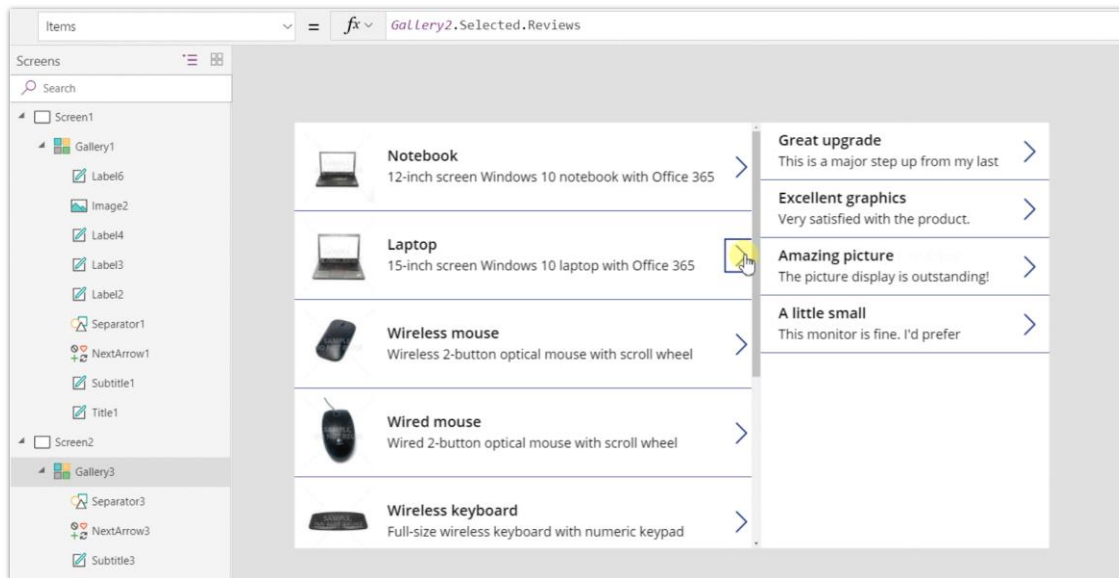 Items
=
fx
Gallery2.Selected.Reviews
Screens
Search
Screen1
Gallery1
Label6
Image2
Label4
Label3
Label2
Separator1
NextArrow1
Subtitle1
Title1
Screen2
Gallery3
Separator3
NextArrow3
Subtitle3
Notebook
12-inch screen Windows 10 notebook with Office 365
Laptop
15-inch screen Windows 10 laptop with Office 365
Wireless mouse
Wireless 2-button optical mouse with scroll wheel
Wired mouse
Wired 2-button optical mouse with scroll wheel
Wireless keyboard
Full-size wireless keyboard with numeric keypad
Great upgrade
This is a major step up from my last
Excellent graphics
Very satisfied with the product.
Amazing picture
The picture display is outstanding!
A little small
This monitor is fine. I'd prefer